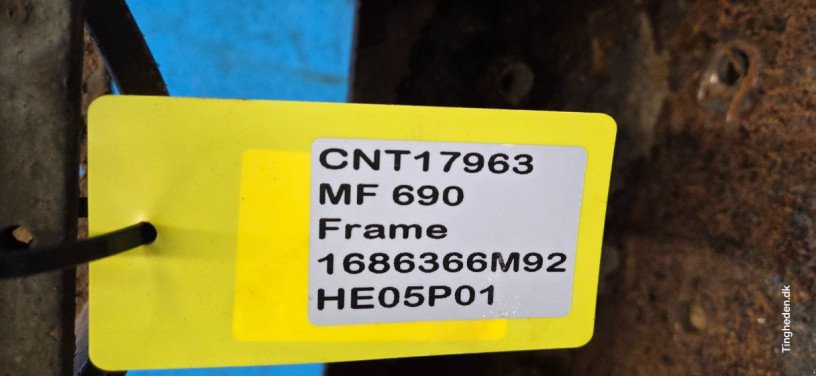 CNT17963
MF 690
Frame
1686366M92
HE05P01
Tingheden.dk